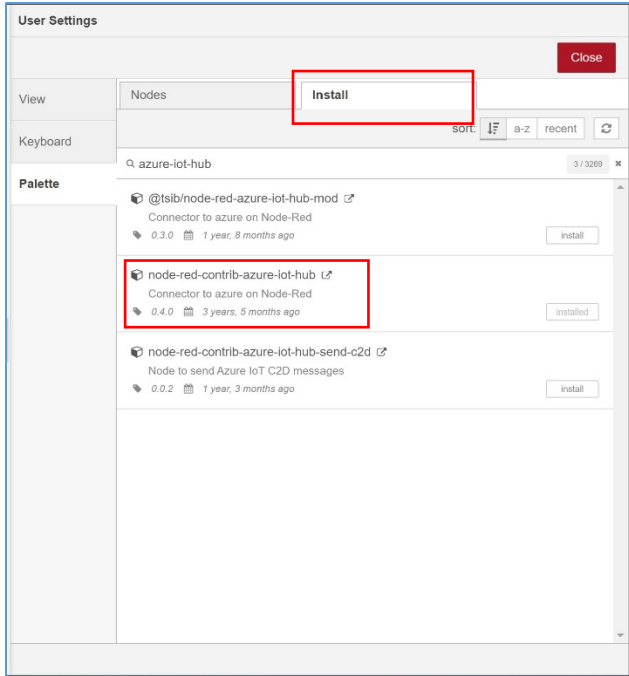 User Settings
Close
View
Keyboard
Palette
Nodes
Install
sort:
a-z
recent
azure-iot-hub
3 / 3269
@tsib/node-red-azure-iot-hub-mod
Connector to azure on Node-Red
0.3.0 1 year, 8 months ago
install
node-red-contrib-azure-iot-hub
Connector to azure on Node-Red
0.4.0 3 years, 5 months ago
installed
node-red-contrib-azure-iot-hub-send-c2d
Node to send Azure IoT C2D messages
0.0.2 1 year, 3 months ago
install